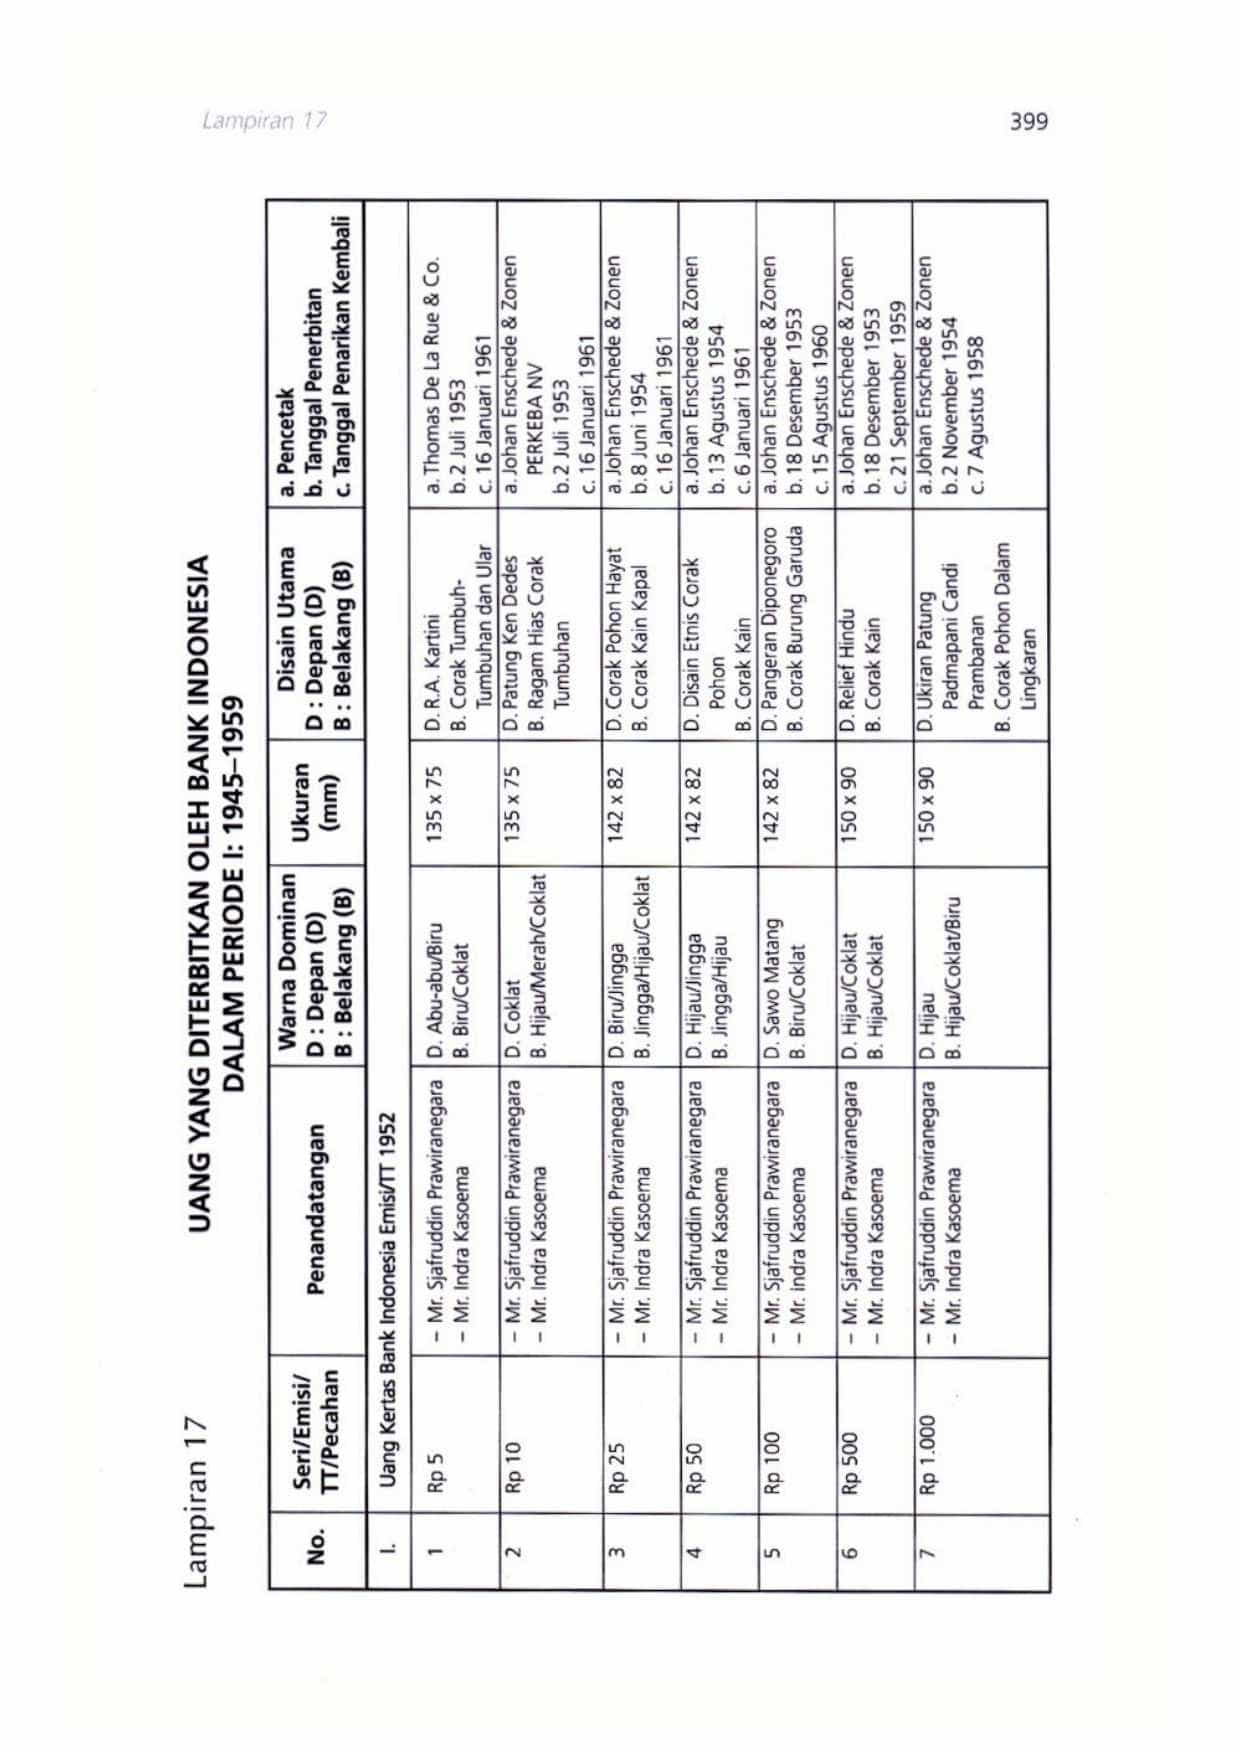 Lampiran 17
399
Lampiran 17
UANG YANG DITERBITKAN OLEH BANK INDONESIA
DALAM PERIODE I: 1945–1959
No.
Seri/Emisi/
TT/Pecahan
Penandatangan
Warna Dominan
D : Depan (D)
B : Belakang (B)
Ukuran
(mm)
Disain Utama
D : Depan (D)
B : Belakang (B)
a. Pencetak
b. Tanggal Penerbitan
c. Tanggal Penarikan Kembali
I.
Uang Kertas Bank Indonesia Emisi/TT 1952
1
Rp 5
– Mr. Sjafruddin Prawiranegara
– Mr. Indra Kasoema
D. Abu-abu/Biru
B. Biru/Coklat
135 x 75
D. R.A. Kartini
B. Corak Tumbuh-
Tumbuhan dan Ular
a. Thomas De La Rue & Co.
b. 2 Juli 1953
c. 16 Januari 1961
2
Rp 10
– Mr. Sjafruddin Prawiranegara
– Mr. Indra Kasoema
D. Coklat
B. Hijau/Merah/Coklat
135 x 75
D. Patung Ken Dedes
B. Ragam Hias Corak
Tumbuhan
a. Johan Enschede & Zonen
PERKEBA NV
b. 2 Juli 1953
c. 16 Januari 1961
3
Rp 25
– Mr. Sjafruddin Prawiranegara
– Mr. Indra Kasoema
D. Biru/Jingga
B. Jingga/Hijau/Coklat
142 x 82
D. Corak Pohon Hayat
B. Corak Kain Kapal
a. Johan Enschede & Zonen
b. 8 Juni 1954
c. 16 Januari 1961
4
Rp 50
– Mr. Sjafruddin Prawiranegara
– Mr. Indra Kasoema
D. Hijau/Jingga
B. Jingga/Hijau
142 x 82
D. Disain Etnis Corak
Pohon
B. Corak Kain
a. Johan Enschede & Zonen
b. 13 Agustus 1954
c. 6 Januari 1961
5
Rp 100
– Mr. Sjafruddin Prawiranegara
– Mr. indra Kasoema
D. Sawo Matang
B. Biru/Coklat
142 x 82
D. Pangeran Diponegoro
B. Corak Burung Garuda
a. Johan Enschede & Zonen
b. 18 Desember 1953
c. 15 Agustus 1960
6
Rp 500
– Mr. Sjafruddin Prawiranegara
– Mr. Indra Kasoema
D. Hijau/Coklat
B. Hijau/Coklat
150 x 90
D. Relief Hindu
B. Corak Kain
a. Johan Enschede & Zonen
b. 18 Desember 1953
c. 21 September 1959
7
Rp 1.000
– Mr. Sjafruddin Prawiranegara
– Mr. Indra Kasoema
D. Hijau
B. Hijau/Coklat/Biru
150 x 90
D. Ukiran Patung
Padmapani Candi
Prambanan
B. Corak Pohon Dalam
Lingkaran
a. Johan Enschede & Zonen
b. 2 November 1954
c. 7 Agustus 1958